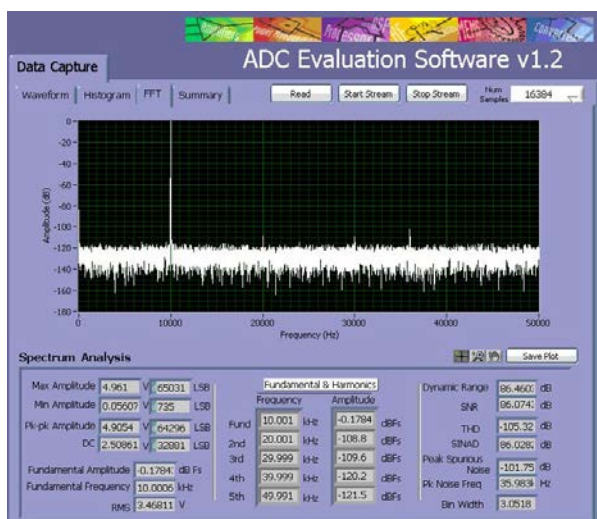 ADC Evaluation Software v1.2
Data Capture
Waveform Histogram FFT Summary Read Start Stream Stop Stream Num Samples 16384
Amplitude (dB)
0
-20
-40
-60
-80
-100
-120
-140
-160
-180
0 10000 20000 30000 40000 50000
Frequency (Hz)
Spectrum Analysis Save Plot
Max Amplitude 4.961 V 65031 LSB
Min Amplitude 0.05607 V 735 LSB
Pk-pk Amplitude 4.9054 V 64296 LSB
DC 2.50861 V 32881 LSB
Fundamental Amplitude -0.1784 dB Fs
Fundamental Frequency 10.0006 kHz
RMS 3.46811 V
Fundamental & Harmonics
Frequency Amplitude
Fund 10.001 kHz -0.1784 dBFs
2nd 20.001 kHz -108.8 dBFs
3rd 29.999 kHz -109.6 dBFs
4th 39.999 kHz -120.2 dBFs
5th 49.991 kHz -121.5 dBFs
Dynamic Range 86.460 dB
SNR 86.074 dB
THD -105.32 dB
SINAD 86.028 dB
Peak Spurious Noise -101.75 dB
Pk Noise Freq 35.983k Hz
Bin Width 3.0518